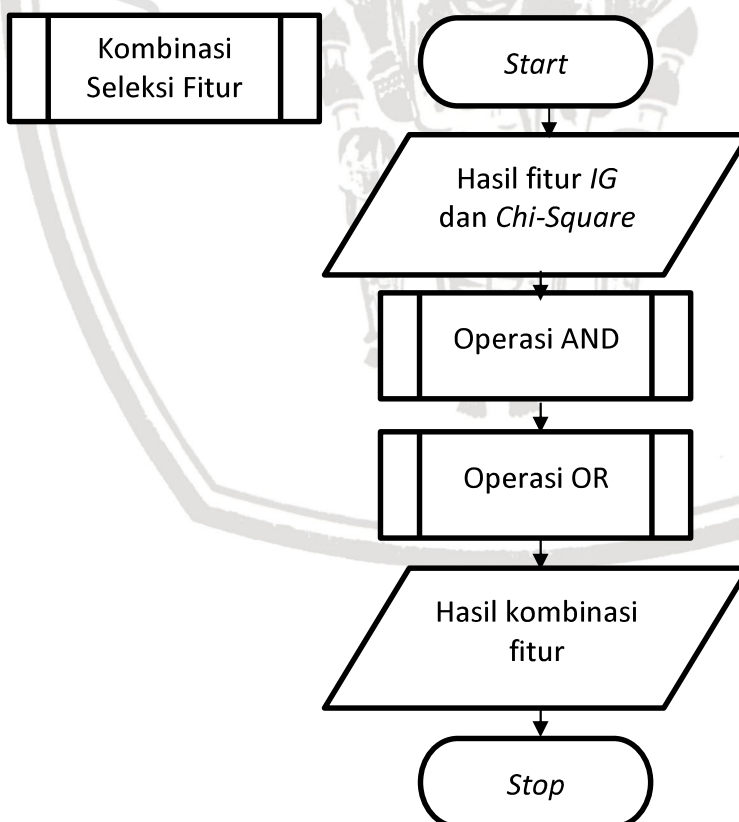 Kombinasi
Seleksi Fitur
Start
Hasil fitur IG
dan Chi-Square
Operasi AND
Operasi OR
Hasil kombinasi
fitur
Stop